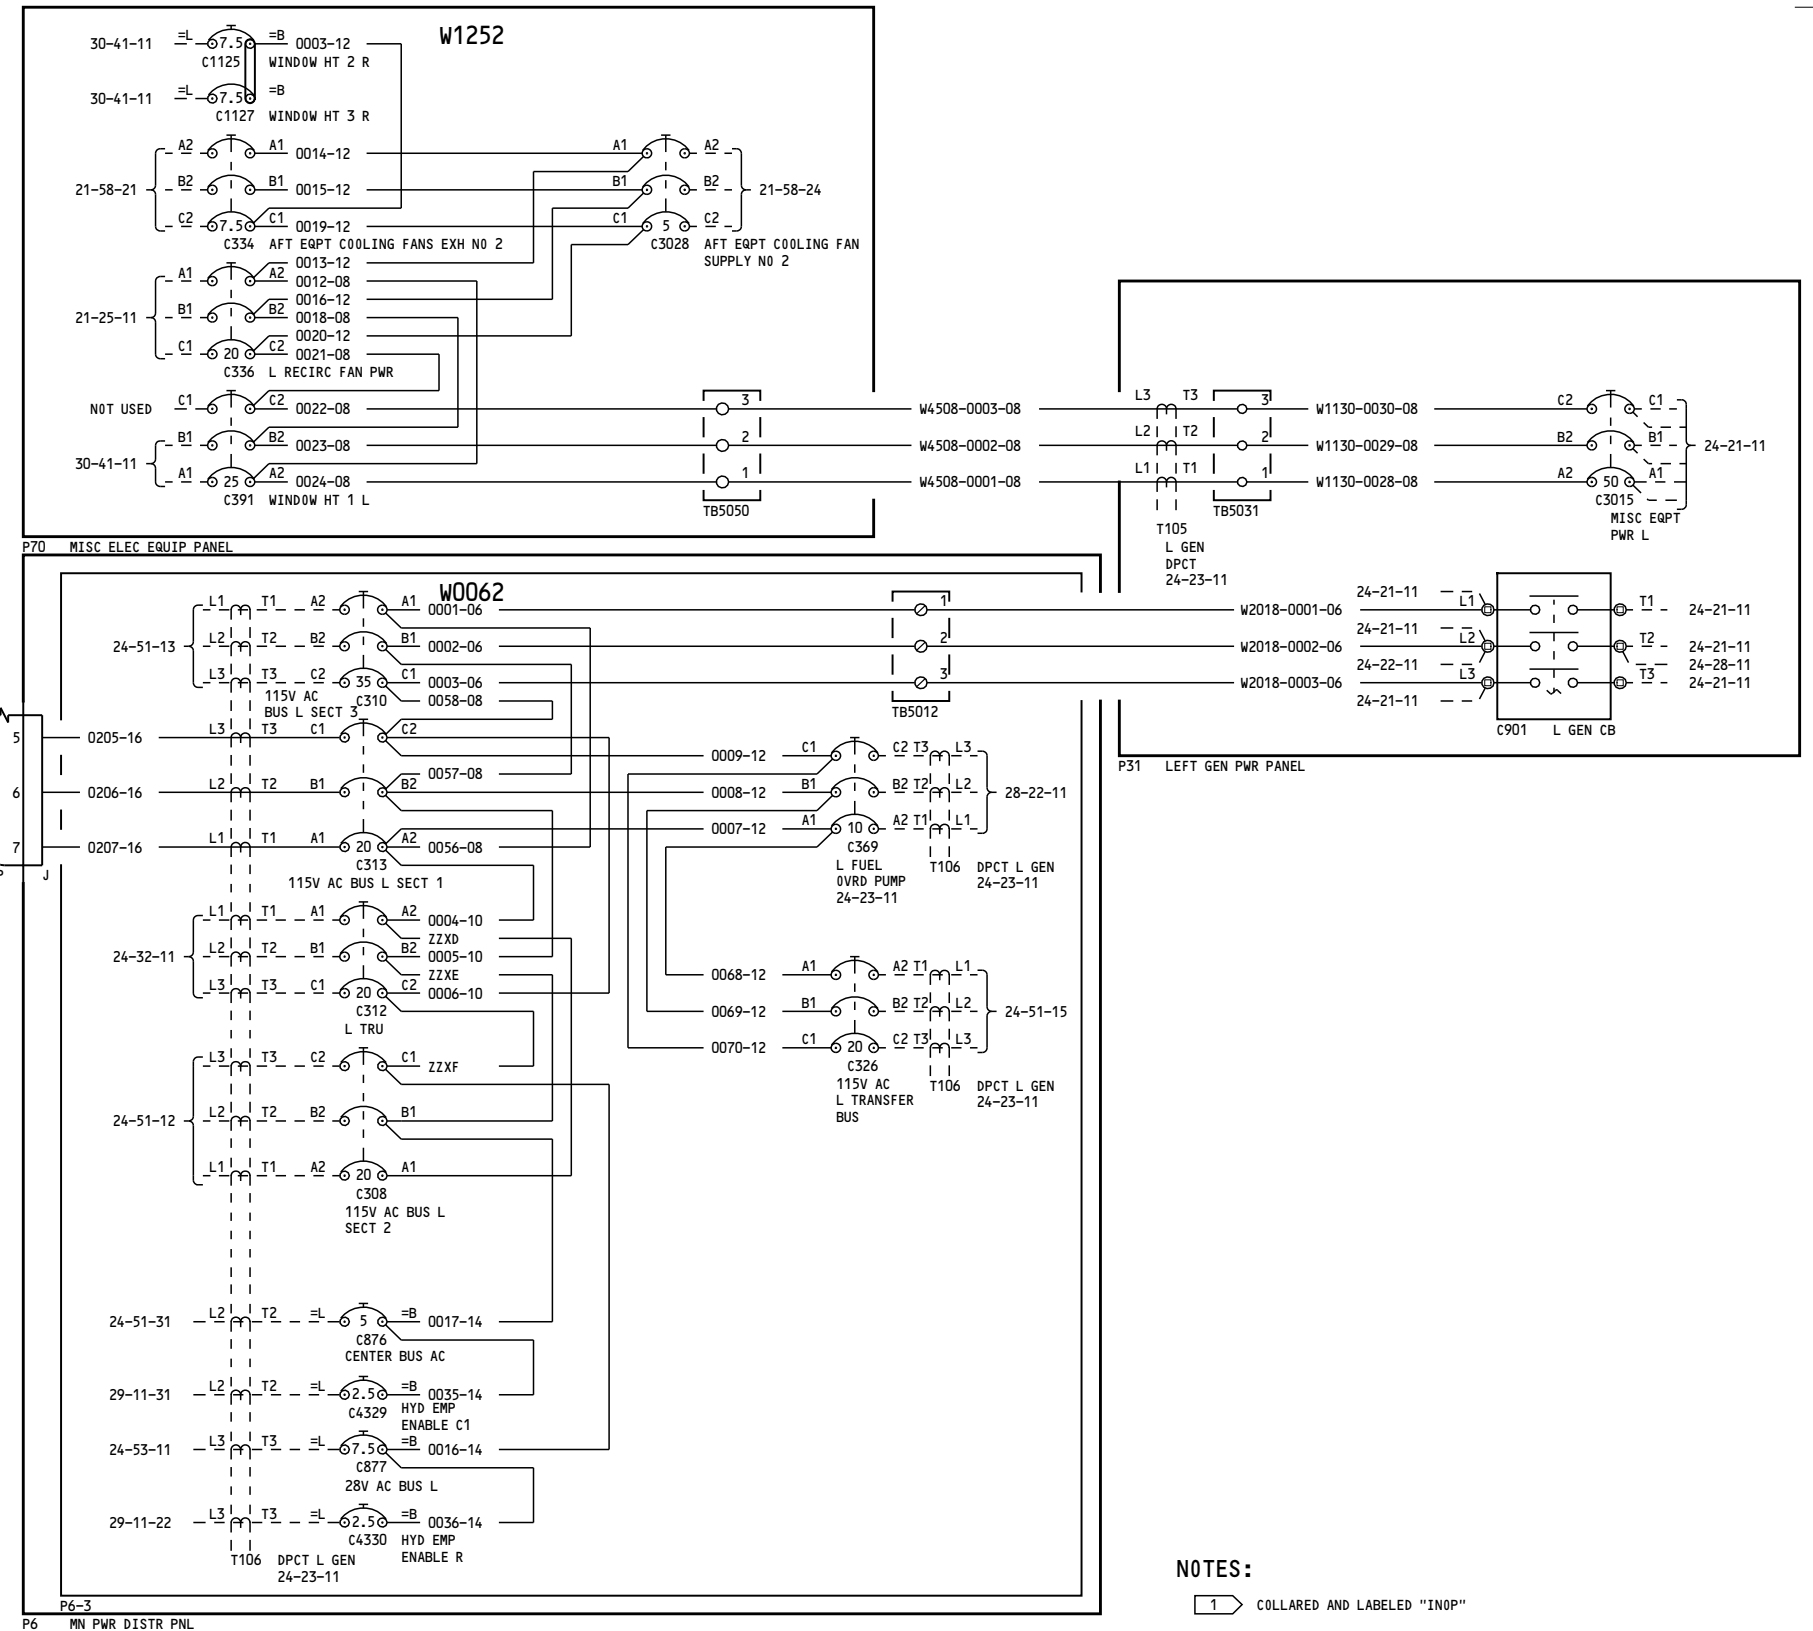 W1252
30-41-11 =L 7.5 =B 0003-12
C1125 WINDOW HT 2 R
30-41-11 =L 7.5 =B
C1127 WINDOW HT 3 R
A2 A1 0014-12 A1 A2
21-58-21 B2 B1 0015-12 B1 B2 21-58-24
C2 7.5 C1 0019-12 C1 5 C2
C334 AFT EQPT COOLING FANS EXH NO 2 C3028 AFT EQPT COOLING FAN
SUPPLY NO 2
0013-12
A1 A2 0012-08
0016-12
21-25-11 B1 B2 0018-08
0020-12
C1 20 C2 0021-08
C336 L RECIRC FAN PWR
NOT USED C1 C2 0022-08 3 W4508-0003-08 L3 T3 3 W1130-0030-08 C2 C1
B1 B2 0023-08 2 W4508-0002-08 L2 T2 2 W1130-0029-08 B2 B1 24-21-11
30-41-11
A1 25 A2 0024-08 1 W4508-0001-08 L1 T1 1 W1130-0028-08 A2 50 A1
C391 WINDOW HT 1 L TB5050 TB5031 C3015
MISC EQPT
PWR L
T105
L GEN
DPCT
24-23-11
P70 MISC ELEC EQUIP PANEL
W0062
24-21-11
L1 T1 A2 A1 0001-06 1 W2018-0001-06 L1 T1 24-21-11
24-21-11
24-51-13 L2 T2 B2 B1 0002-06 2 W2018-0002-06 L2 T2 24-21-11
24-22-11 24-28-11
L3 T3 C2 35 C1 0003-06 3 W2018-0003-06 L3 T3 24-21-11
24-21-11
115V AC C310 0058-08
BUS L SECT 3 TB5012
C901 L GEN CB
P31 LEFT GEN PWR PANEL
5 0205-16 L3 T3 C1 C2
0009-12 C1 C2 T3 L3
0057-08
6 0206-16 L2 T2 B1 B2 0008-12 B1 B2 T2 L2 28-22-11
0007-12 A1 10 A2 T1 L1
7 0207-16 L1 T1 A1 20 A2 0056-08
J
C313
115V AC BUS L SECT 1
C369
L FUEL
OVRD PUMP
24-23-11
T106 DPCT L GEN
24-23-11
L1 T1 A1 A2 0004-10
ZZXD
24-32-11 L2 T2 B1 B2 0005-10
ZZXE
L3 T3 C1 20 C2 0006-10
C312
L TRU
0068-12 A1 A2 T1 L1
0069-12 B1 B2 T2 L2 24-51-15
0070-12 C1 20 C2 T3 L3
C326
115V AC
L TRANSFER
BUS
T106 DPCT L GEN
24-23-11
L3 T3 C2 C1 ZZXF
24-51-12 L2 T2 B2 B1
L1 T1 A2 20 A1
C308
115V AC BUS L
SECT 2
24-51-31 L2 T2 =L 5 =B 0017-14
C876
CENTER BUS AC
29-11-31 L2 T2 =L 2.5 =B 0035-14
C4329 HYD EMP
ENABLE C1
24-53-11 L3 T3 =L 7.5 =B 0016-14
C877
28V AC BUS L
29-11-22 L3 T3 =L 2.5 =B 0036-14
C4330 HYD EMP
ENABLE R
T106 DPCT L GEN
24-23-11
P6-3
P6 MN PWR DISTR PNL
NOTES:
1 COLLARED AND LABELED "INOP"